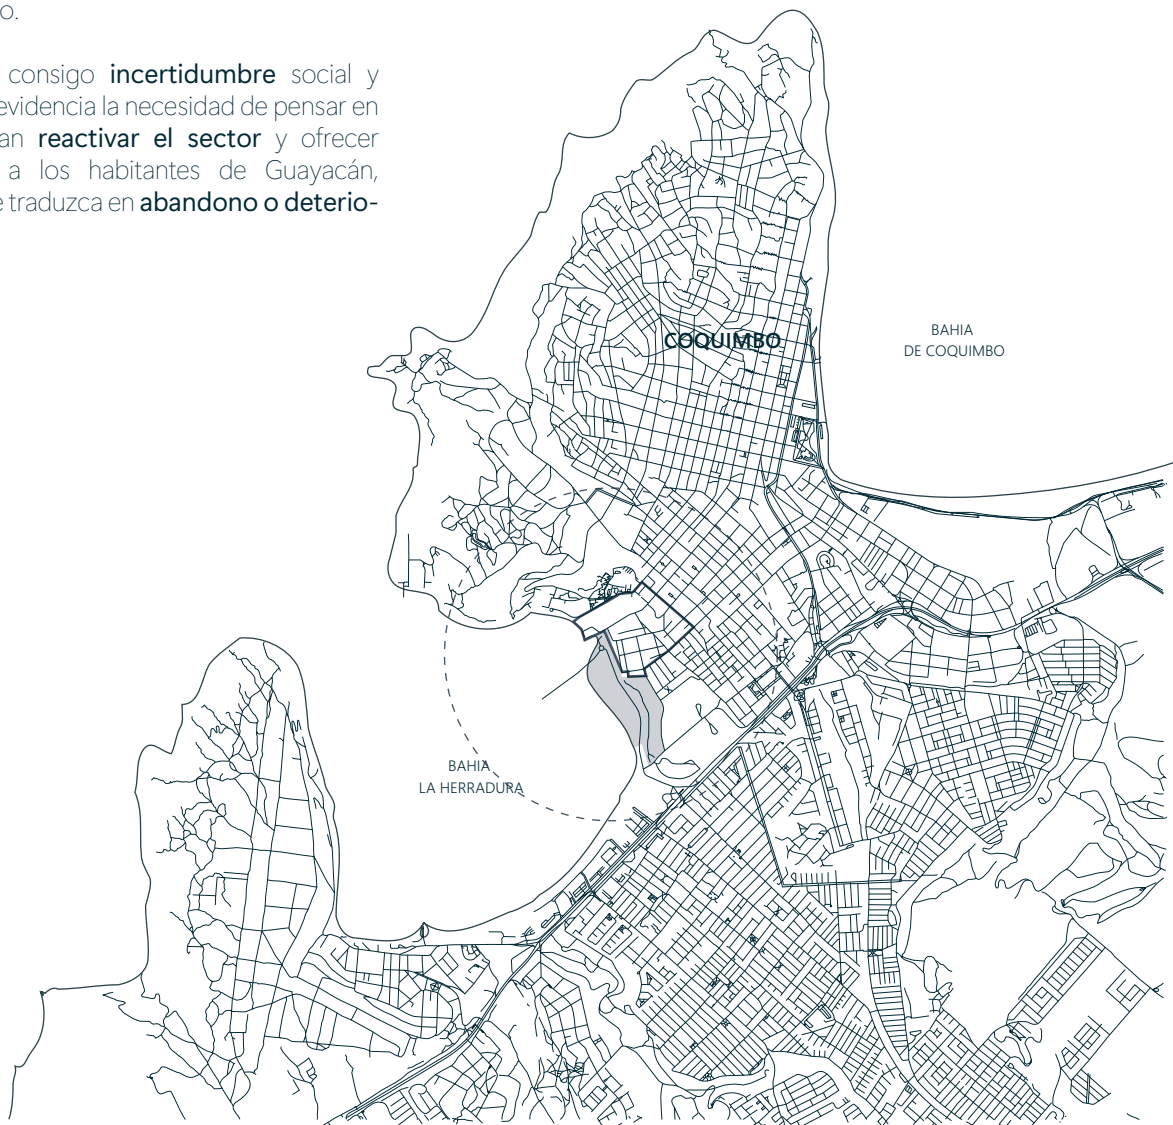 o.
consigo incertidumbre social y
evidencia la necesidad de pensar en
an reactivar el sector y ofrecer
a los habitantes de Guayacán,
e traduzca en abandono o deterio-
COQUIMBO
BAHIA
DE COQUIMBO
BAHIA
LA HERRADURA